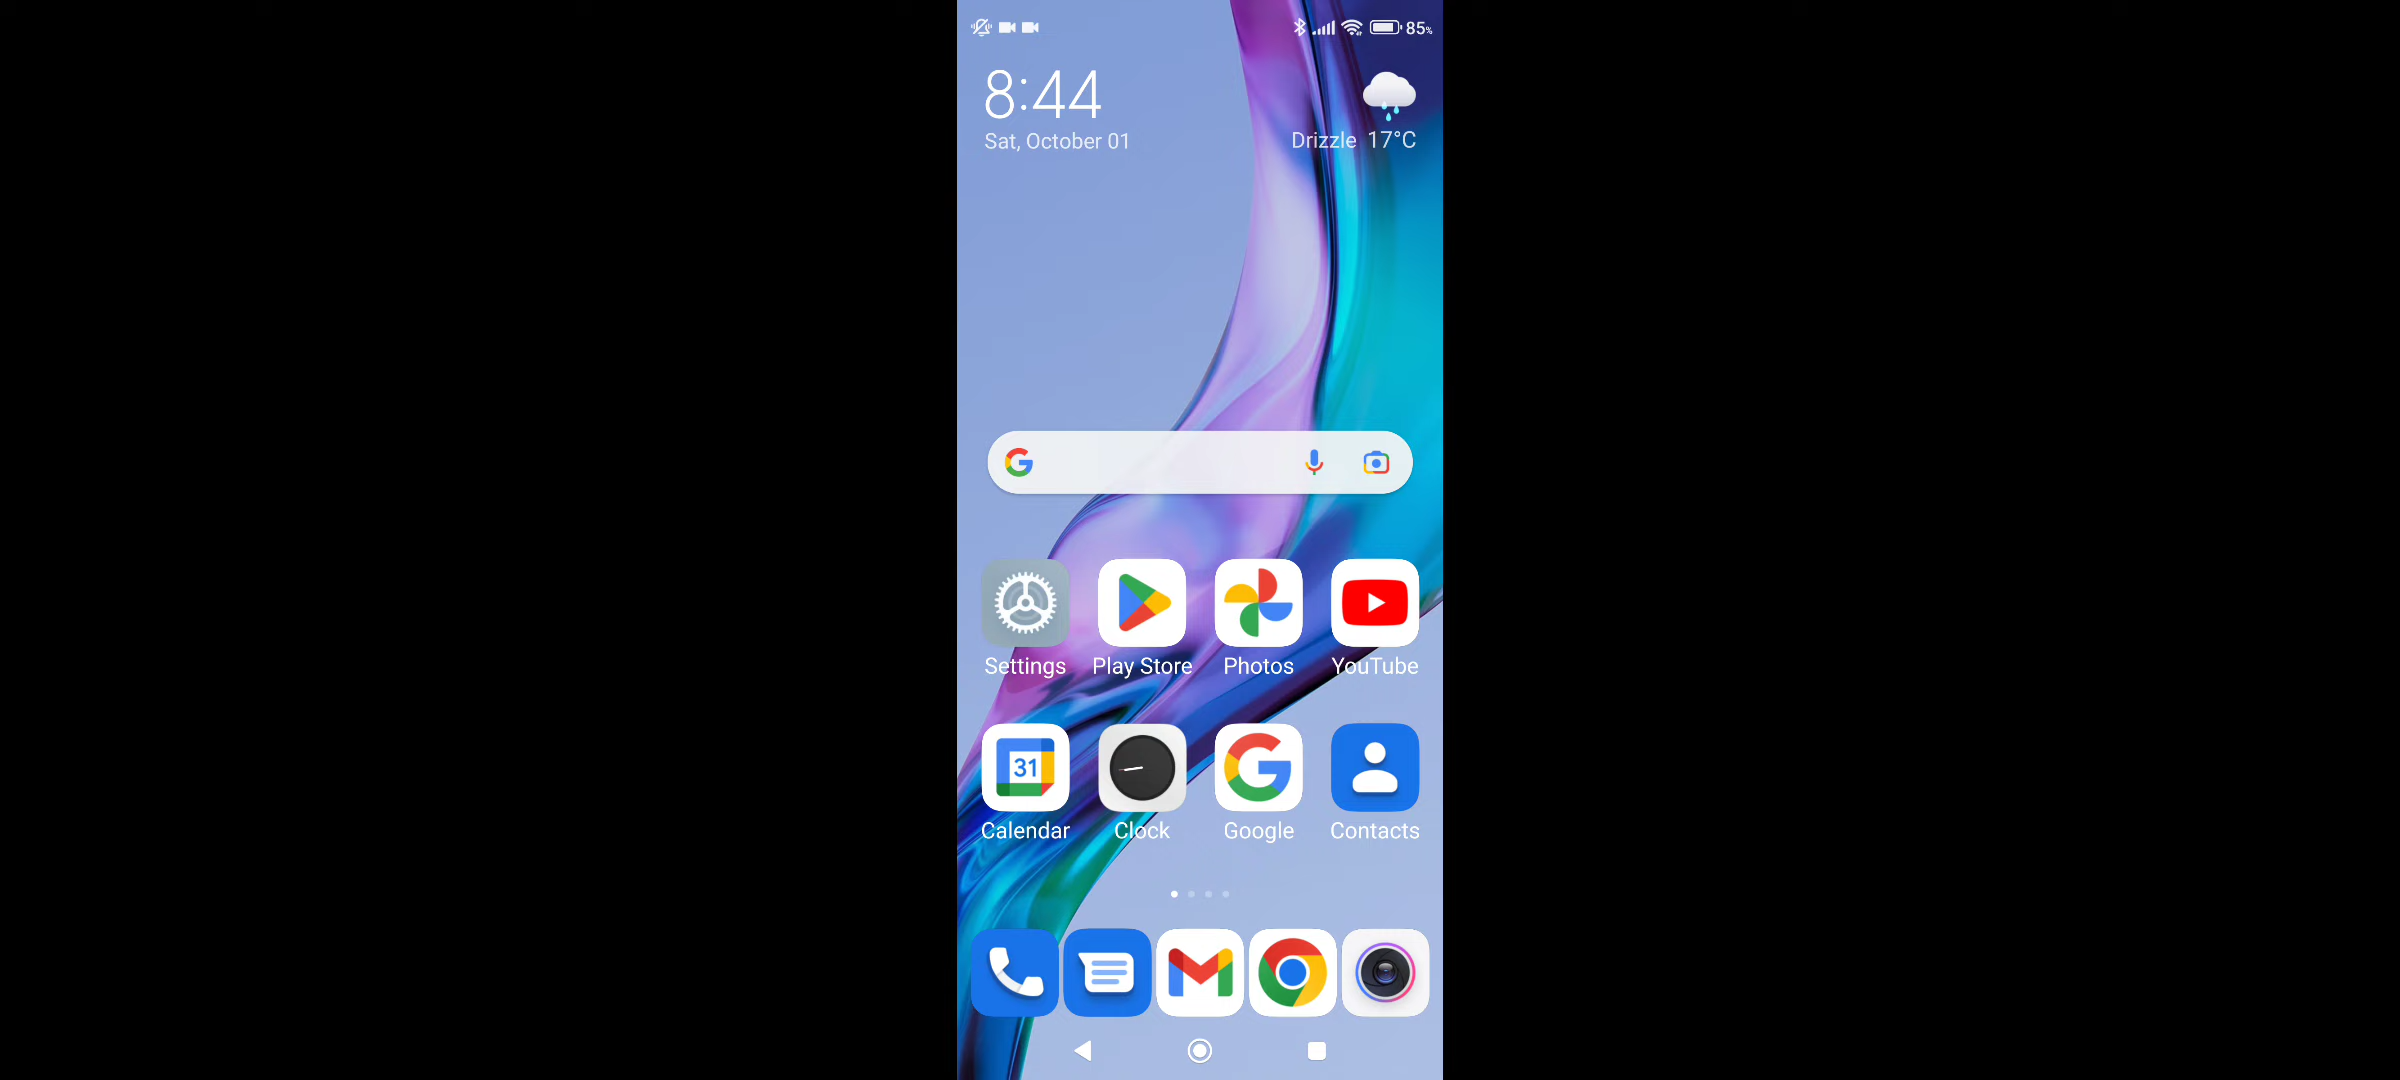 85%
8:44
Sat, October 01
Drizzle 17°C
Settings Play Store Photos YouTube
31
Calendar Clock Google Contacts